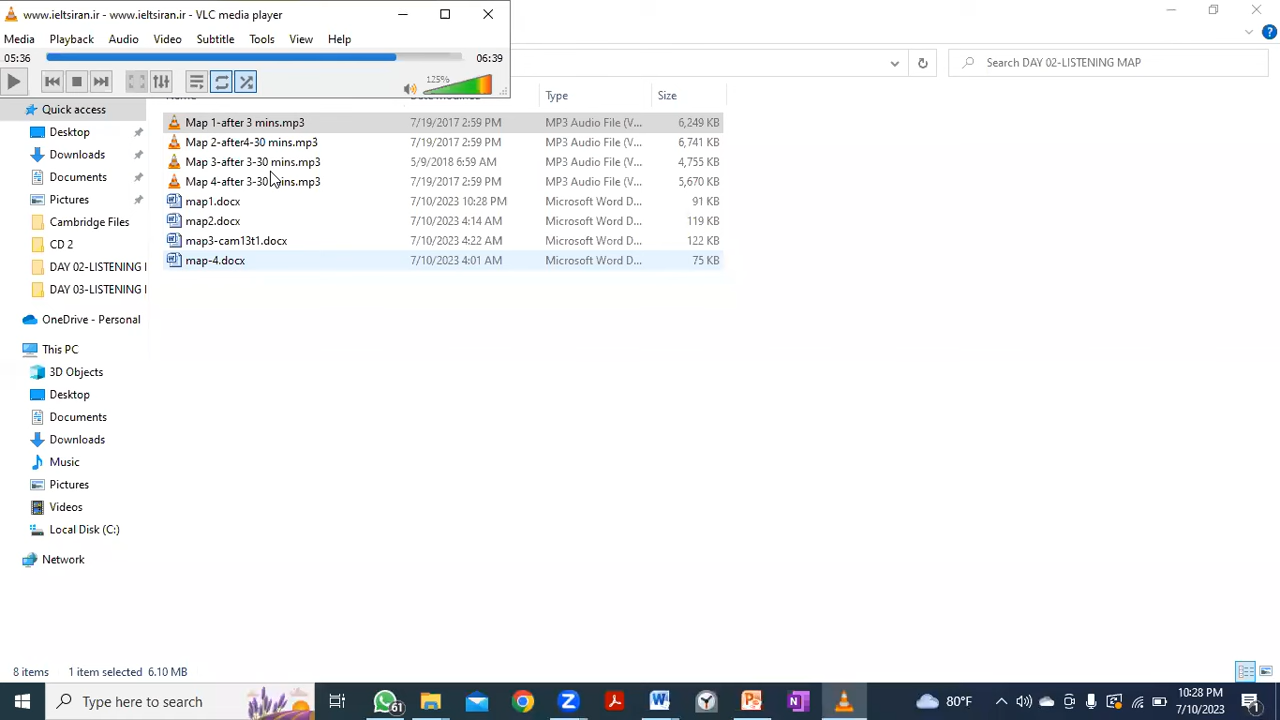 www.ieltsiran.ir - www.ieltsiran.ir - VLC media player
Media Playback Audio Video Subtitle Tools View Help
05:36 06:39
125%
Search DAY 02-LISTENING MAP
Type Size
Quick access
Desktop
Downloads
Documents
Pictures
Cambridge Files
CD 2
DAY 02-LISTENING
DAY 03-LISTENING
OneDrive - Personal
This PC
3D Objects
Desktop
Documents
Downloads
Music
Pictures
Videos
Local Disk (C:)
Network
Map 1-after 3 mins.mp3 7/19/2017 2:59 PM MP3 Audio File (V... 6,249 KB
Map 2-after4-30 mins.mp3 7/19/2017 2:59 PM MP3 Audio File (V... 6,741 KB
Map 3-after 3-30 mins.mp3 5/9/2018 6:59 AM MP3 Audio File (V... 4,755 KB
Map 4-after 3-30 mins.mp3 7/19/2017 2:59 PM MP3 Audio File (V... 5,670 KB
map1.docx 7/10/2023 10:28 PM Microsoft Word D... 91 KB
map2.docx 7/10/2023 4:14 AM Microsoft Word D... 119 KB
map3-cam13t1.docx 7/10/2023 4:22 AM Microsoft Word D... 122 KB
map-4.docx 7/10/2023 4:01 AM Microsoft Word D... 75 KB
8 items 1 item selected 6.10 MB
Type here to search
61
80°F
10:28 PM
7/10/2023
1